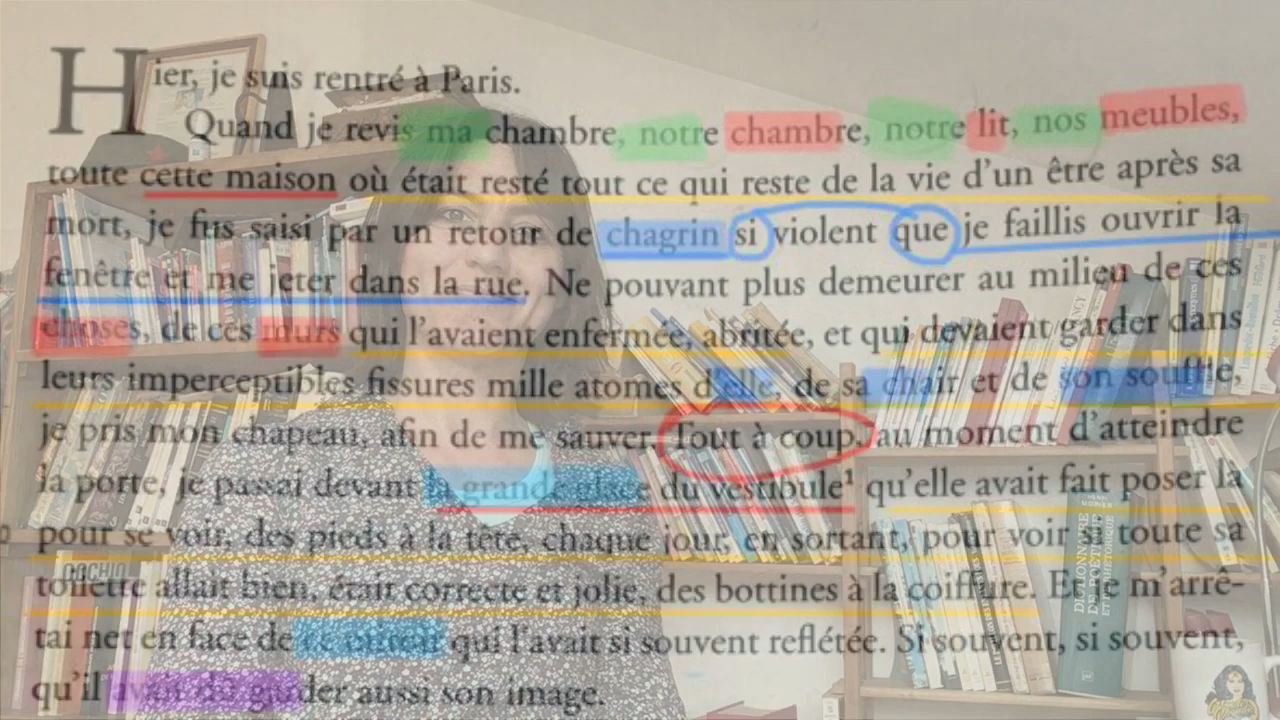 Hier, je suis rentré à Paris.
Quand je revis ma chambre, notre chambre, notre lit, nos meubles,
toute cette maison où était resté tout ce qui reste de la vie d'un être après sa
mort, je fus saisi par un retour de chagrin si violent que je faillis ouvrir la
fenêtre et me jeter dans la rue. Ne pouvant plus demeurer au milieu de ces
choses, de ces murs qui l'avaient enfermée, abritée, et qui devaient garder dans
leurs imperceptibles fissures mille atomes d'elle, de sa chair et de son souffle,
je pris mon chapeau, afin de me sauver. Tout à coup, au moment d'atteindre
la porte, je passai devant la grande glace du vestibule¹ qu'elle avait fait poser là
pour se voir, des pieds à la tête, chaque jour, en sortant, pour voir si toute sa
toilette allait bien, était correcte et jolie, des bottines à la coiffure. Et je m'arrê-
tai net en face de ce miroir qui l'avait si souvent reflétée. Si souvent, si souvent,
qu'il avait dû garder aussi son image.
DICTIONNAIRE
DE POÉTIQUE
ET DE RHÉTORIQUE